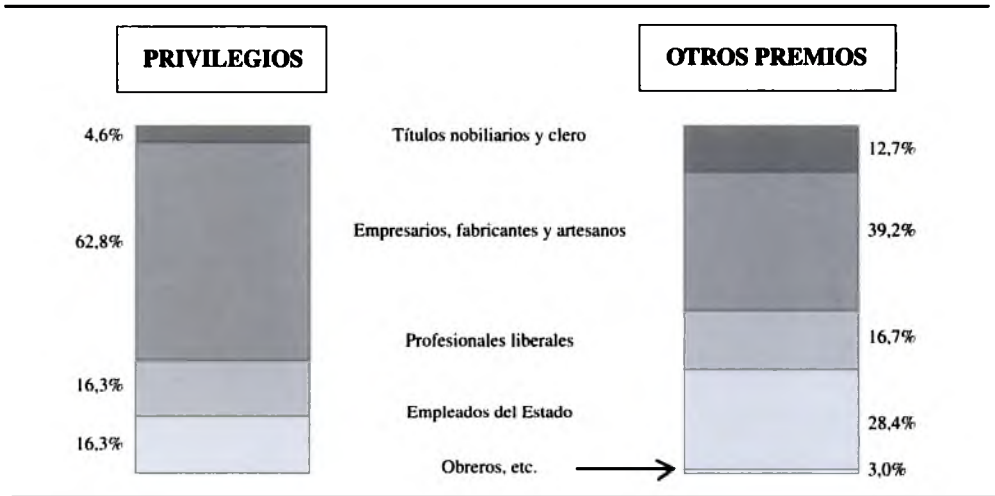 PRIVILEGIOS
OTROS PREMIOS
4,6%
Títulos nobiliarios y clero
12,7%
62,8%
Empresarios, fabricantes y artesanos
39,2%
Profesionales liberales
16,7%
16,3%
Empleados del Estado
28,4%
16,3%
Obreros, etc.
3,0%